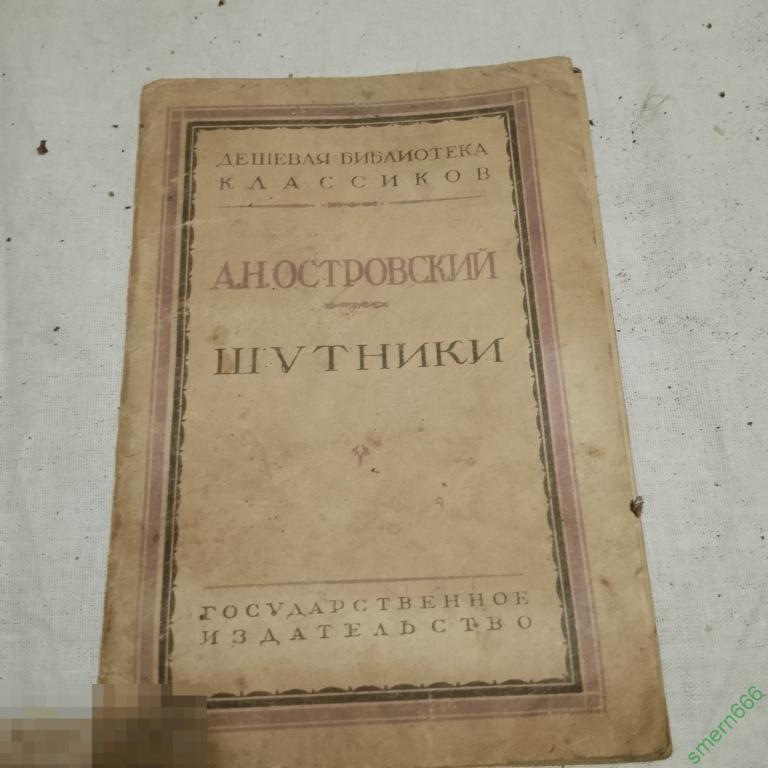 ДЕШЕВАЯ БИБЛИОТЕКА
КЛАССИКОВ
А.Н.ОСТРОВСКИЙ
ШУТНИКИ
ГОСУДАРСТВЕННОЕ
ИЗДАТЕЛЬСТВО
smern666